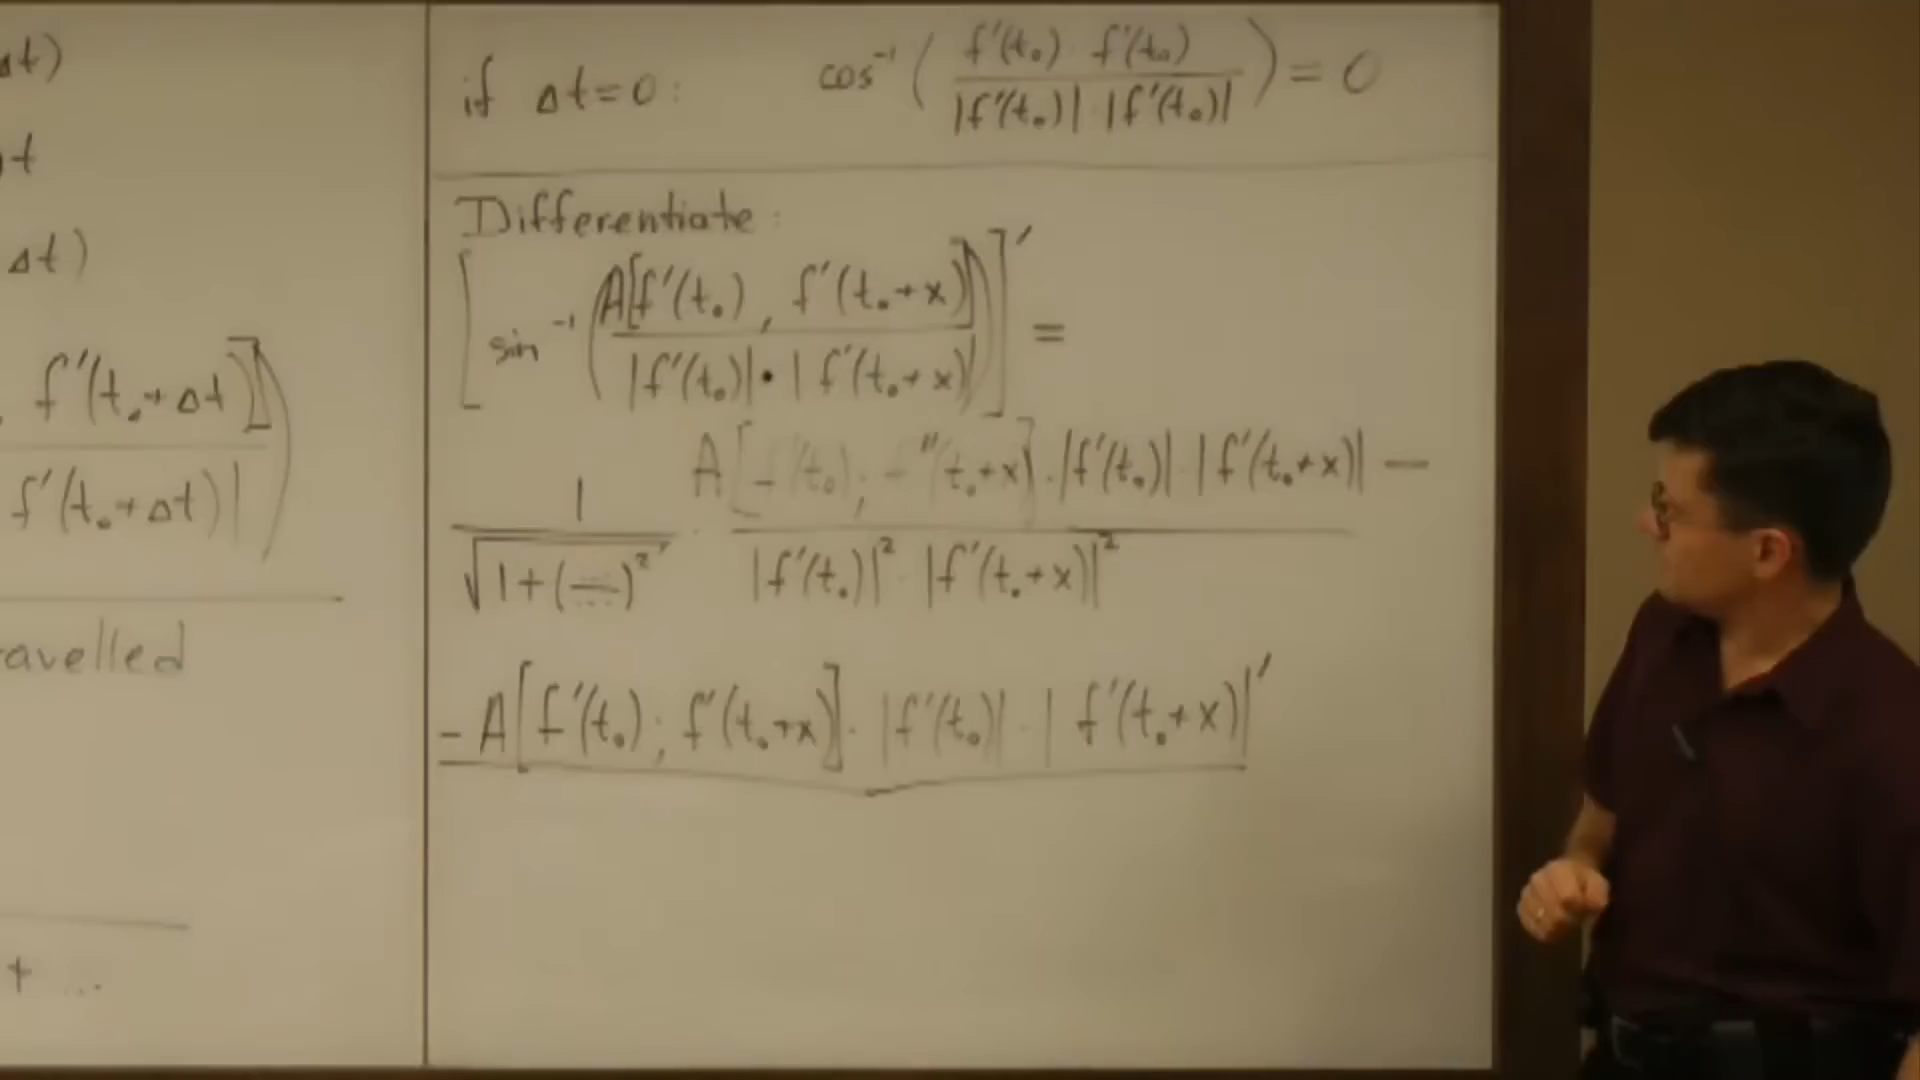 Δt)
t
Δt)
, f'(t₀+Δt)])
f'(t₀+Δt)|
avelled
+ ...
if Δt=0: cos⁻¹( f'(t₀) · f'(t₀) / |f'(t₀)| · |f'(t₀)| ) = 0
Differentiate:
[ sin⁻¹( A[f'(t₀), f'(t₀+x)] / |f'(t₀)| · |f'(t₀+x)| ) ]' =
1 / √(1+(...)²) · A[f'(t₀); f''(t₀+x)] · |f'(t₀)| · |f'(t₀+x)| − / |f'(t₀)|² · |f'(t₀+x)|²
- A[f'(t₀); f'(t₀+x)] · |f'(t₀)| · |f'(t₀+x)|'